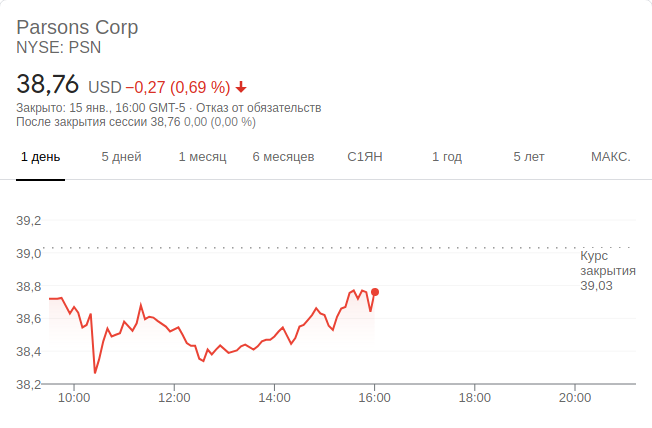 Parsons Corp
NYSE: PSN
38,76 USD −0,27 (0,69 %)
Закрыто: 15 янв., 16:00 GMT-5 · Отказ от обязательств
После закрытия сессии 38,76 0,00 (0,00 %)
1 день 5 дней 1 месяц 6 месяцев С1ЯН 1 год 5 лет МАКС.
39,2
39,0
Курс
закрытия
39,03
38,8
38,6
38,4
38,2
10:00 12:00 14:00 16:00 18:00 20:00